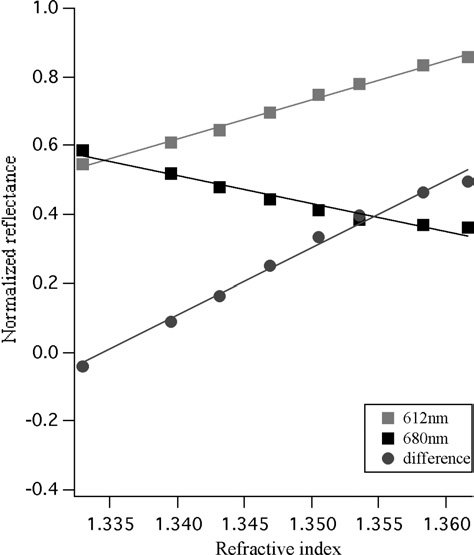 1.0
0.8
0.6
0.4
0.2
0.0
-0.2
-0.4
Normalized reflectance
612nm
680nm
difference
1.335 1.340 1.345 1.350 1.355 1.360
Refractive index